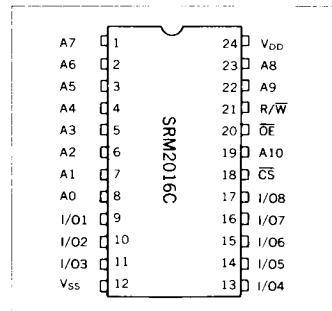 A7 1 24 VDD
A6 2 23 A8
A5 3 22 A9
A4 4 21 R/W̅
A3 5 20 O̅E̅
A2 6 19 A10
A1 7 18 C̅S̅
A0 8 17 I/O8
I/O1 9 16 I/O7
I/O2 10 15 I/O6
I/O3 11 14 I/O5
VSS 12 13 I/O4
SRM2016C